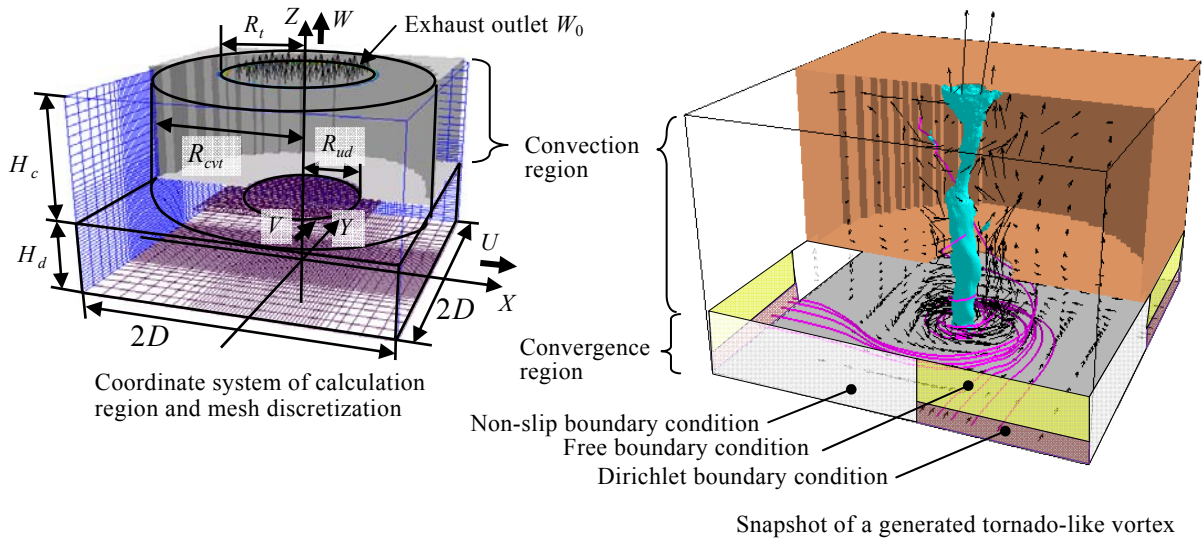 R_t
Z
W
Exhaust outlet W_0
H_c
R_cvt
R_ud
Convection
region
H_d
V
Y
U
X
2D
2D
Convergence
region
Coordinate system of calculation
region and mesh discretization
Non-slip boundary condition
Free boundary condition
Dirichlet boundary condition
Snapshot of a generated tornado-like vortex